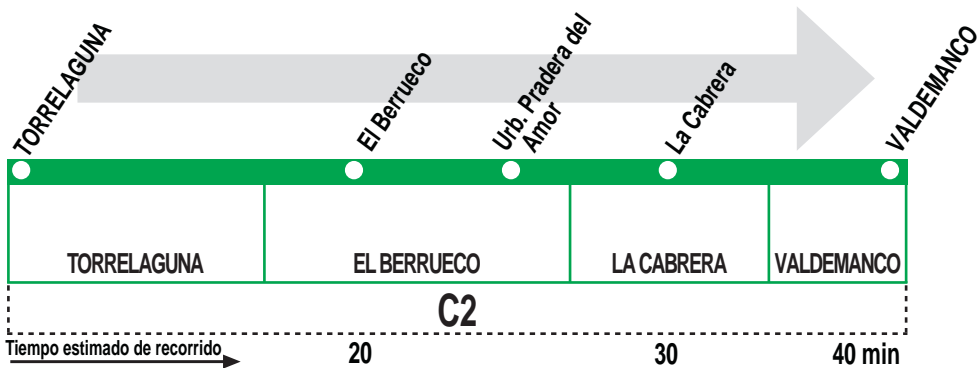 TORRELAGUNA
El Berrueco
Urb. Pradera del
Amor
La Cabrera
VALDEMANCO
TORRELAGUNA
EL BERRUECO
LA CABRERA
VALDEMANCO
C2
Tiempo estimado de recorrido
20
30
40 min